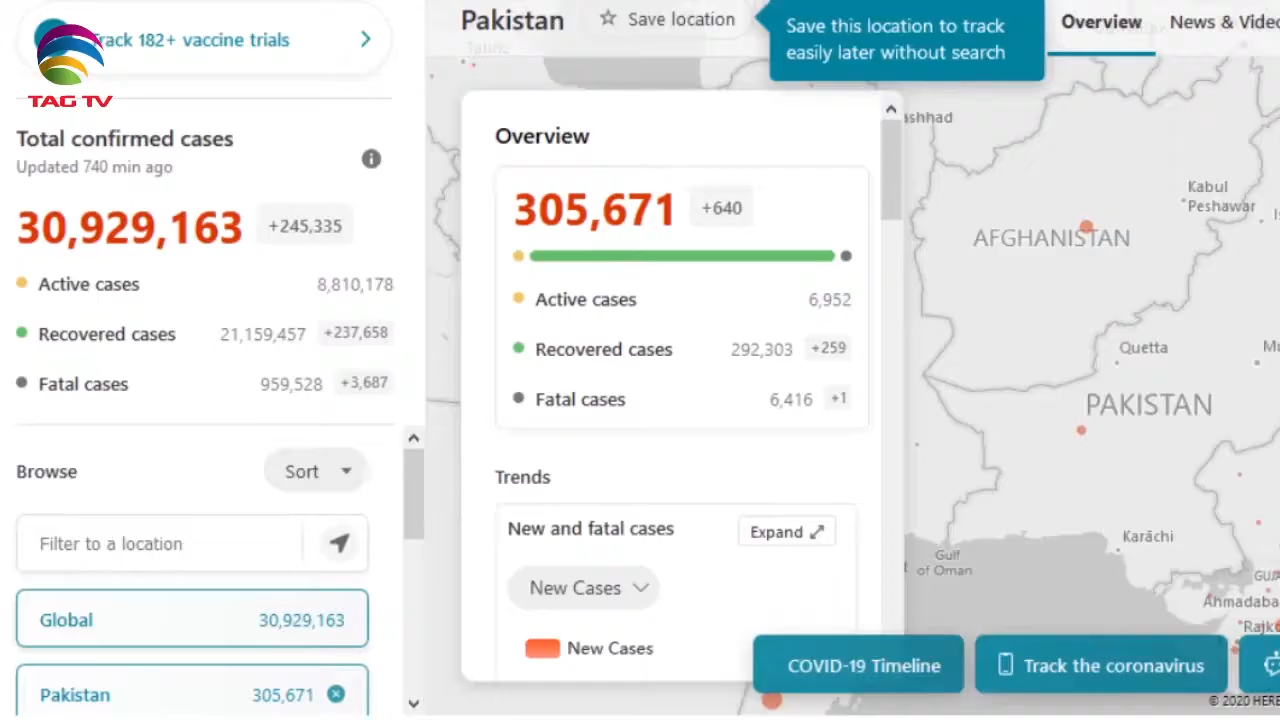 Track 182+ vaccine trials
TAG TV
Total confirmed cases
Updated 740 min ago
30,929,163 +245,335
Active cases 8,810,178
Recovered cases 21,159,457 +237,658
Fatal cases 959,528 +3,687
Browse Sort
Filter to a location
Global 30,929,163
Pakistan 305,671
Pakistan Save location
Save this location to track
easily later without search
Overview News & Video
Overview
305,671 +640
Active cases 6,952
Recovered cases 292,303 +259
Fatal cases 6,416 +1
Trends
New and fatal cases Expand
New Cases
New Cases
ashhad
Kabul
Peshawar
AFGHANISTAN
Quetta
PAKISTAN
Karāchi
Gulf
of Oman
GUJ
Ahmadaba
Rajko
COVID-19 Timeline
Track the coronavirus
© 2020 HERE